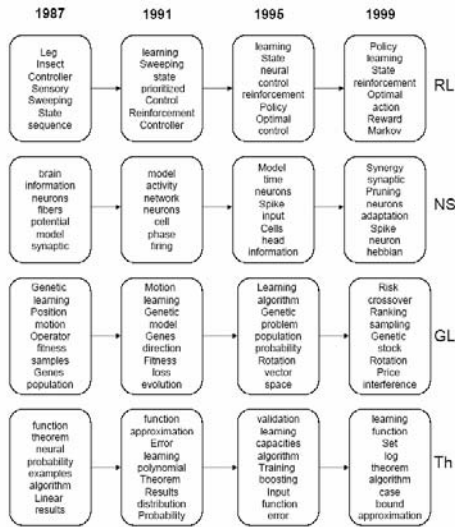 1987 1991 1995 1999
Leg
Insect
Controller
Sensory
Sweeping
State
sequence
learning
Sweeping
state
prioritized
Control
Reinforcement
Controller
learning
State
neural
control
reinforcement
Policy
Optimal
control
Policy
learning
State
reinforcement
Optimal
action
Reward
Markov
RL
brain
information
neurons
fibers
potential
model
synaptic
model
activity
network
neurons
cell
phase
firing
Model
time
neurons
Spike
input
Cells
head
information
Synergy
synaptic
Pruning
neurons
adaptation
Spike
neuron
hebbian
NS
Genetic
learning
Position
motion
Operator
fitness
samples
Genes
population
Motion
learning
Genetic
model
Genes
direction
Fitness
loss
evolution
Learning
algorithm
Genetic
problem
population
probability
Rotation
vector
space
Risk
crossover
Ranking
sampling
Genetic
stock
Rotation
Price
interference
GL
function
theorem
neural
probability
examples
algorithm
Linear
results
function
approximation
Error
learning
polynomial
Theorem
Results
distribution
Probability
validation
learning
capacities
algorithm
Training
boosting
Input
function
error
learning
function
Set
log
theorem
algorithm
case
bound
approximation
Th